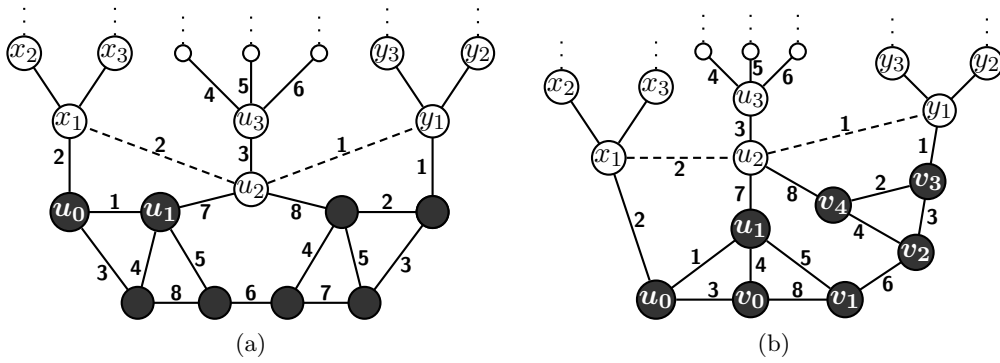 x₂ x₃ y₃ y₂
4 5 6
x₁ u₃ y₁
2 2 3 1 1
u₂
u₀ 1 u₁ 7 8 2
3 4 5 4 5 3
8 6 7
(a)
x₂ x₃ y₃ y₂
4 5 6
u₃ y₁
3 1 1
x₁ 2 u₂
2 7 8 v₄ 2 v₃
u₁ 4 3
1 4 5 v₂
u₀ 3 v₀ 8 v₁ 6
(b)